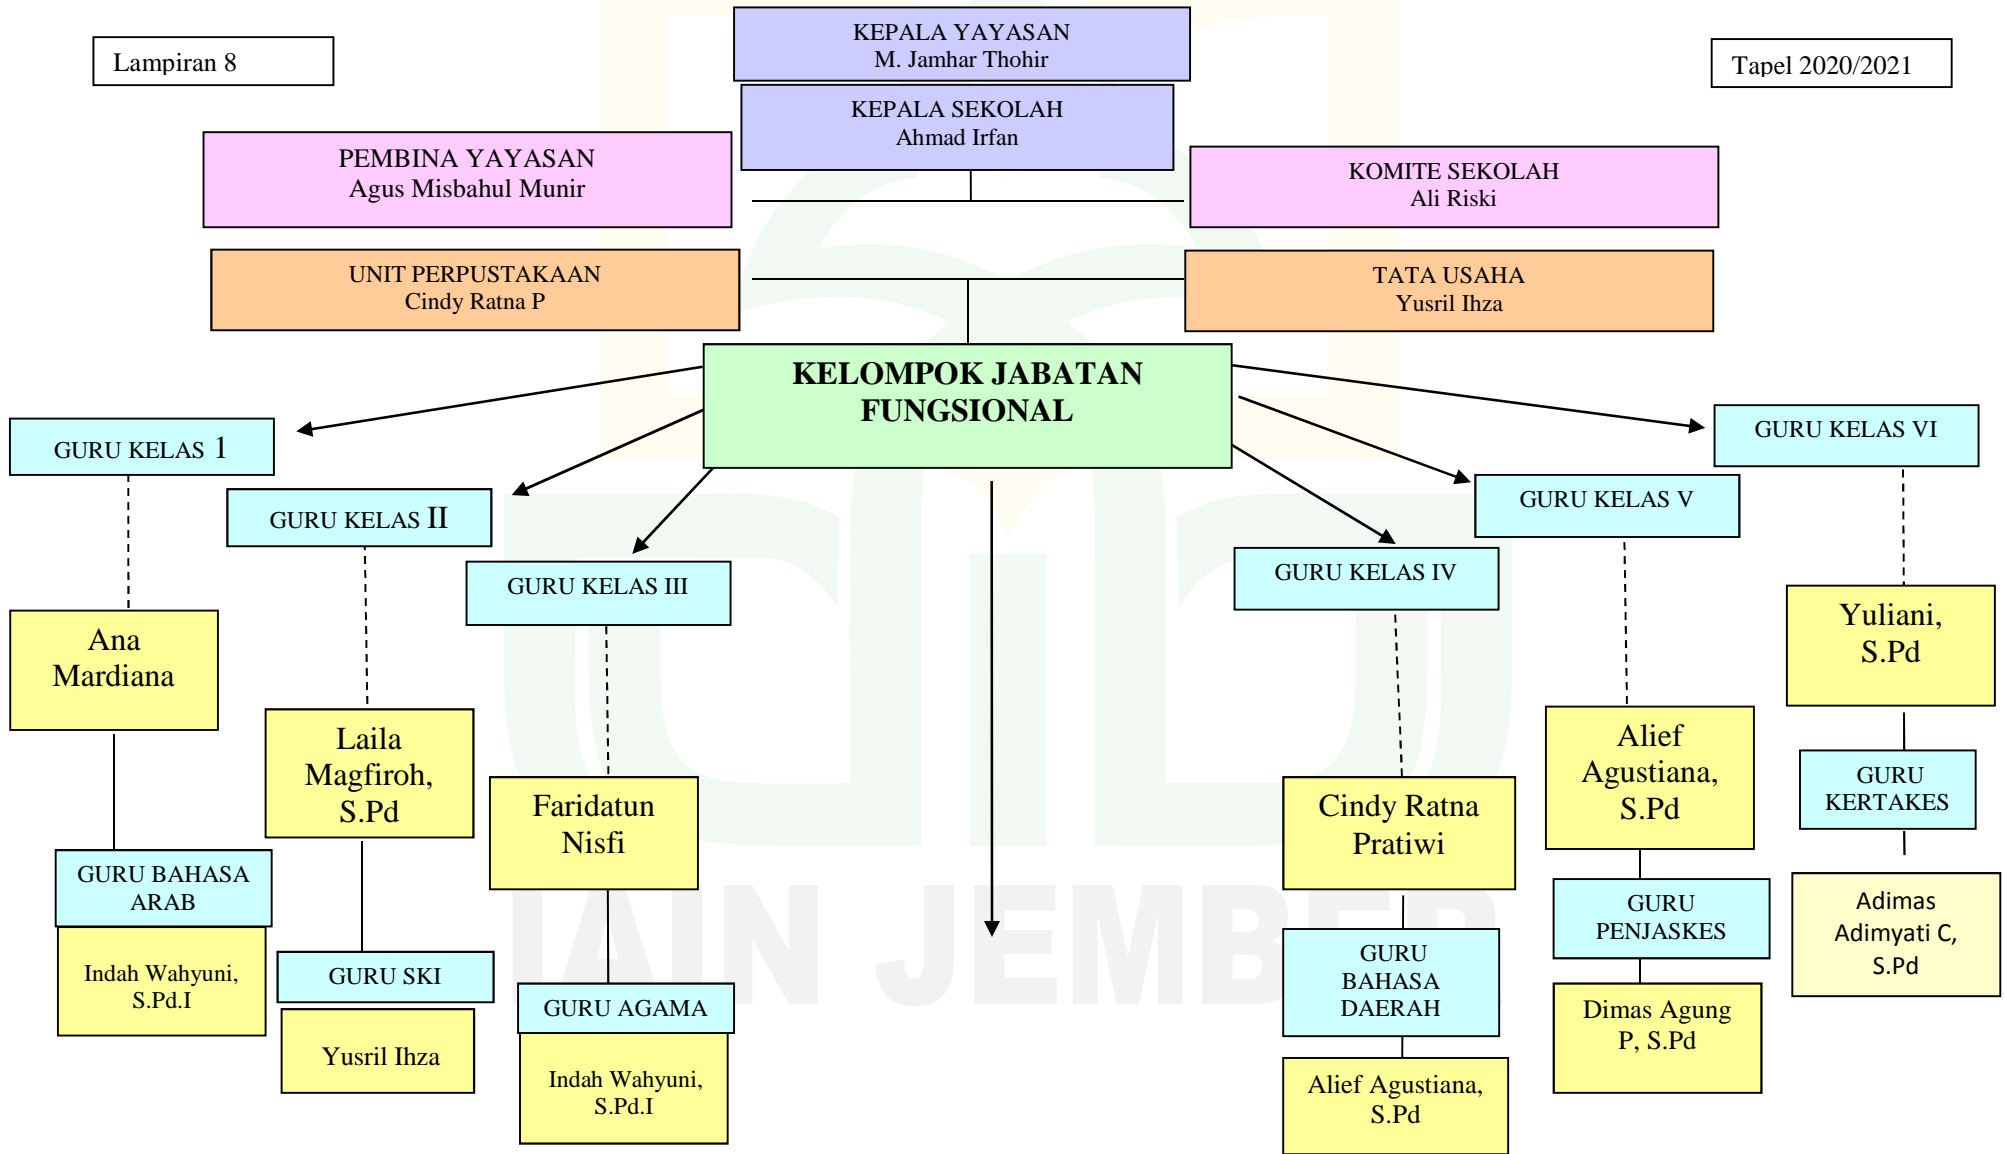 Lampiran 8
KEPALA YAYASAN
M. Jamhar Thohir
Tapel 2020/2021
KEPALA SEKOLAH
Ahmad Irfan
PEMBINA YAYASAN
Agus Misbahul Munir
KOMITE SEKOLAH
Ali Riski
UNIT PERPUSTAKAAN
Cindy Ratna P
TATA USAHA
Yusril Ihza
KELOMPOK JABATAN
FUNGSIONAL
GURU KELAS 1
GURU KELAS II
GURU KELAS III
GURU KELAS IV
GURU KELAS V
GURU KELAS VI
Ana
Mardiana
Laila
Magfiroh,
S.Pd
Faridatun
Nisfi
Cindy Ratna
Pratiwi
Alief
Agustiana,
S.Pd
Yuliani,
S.Pd
GURU BAHASA
ARAB
Indah Wahyuni,
S.Pd.I
GURU SKI
Yusril Ihza
GURU AGAMA
Indah Wahyuni,
S.Pd.I
GURU
BAHASA
DAERAH
Alief Agustiana,
S.Pd
GURU
PENJASKES
Dimas Agung
P, S.Pd
GURU
KERTAKES
Adimas
Adimyati C,
S.Pd
IAIN JEMBER